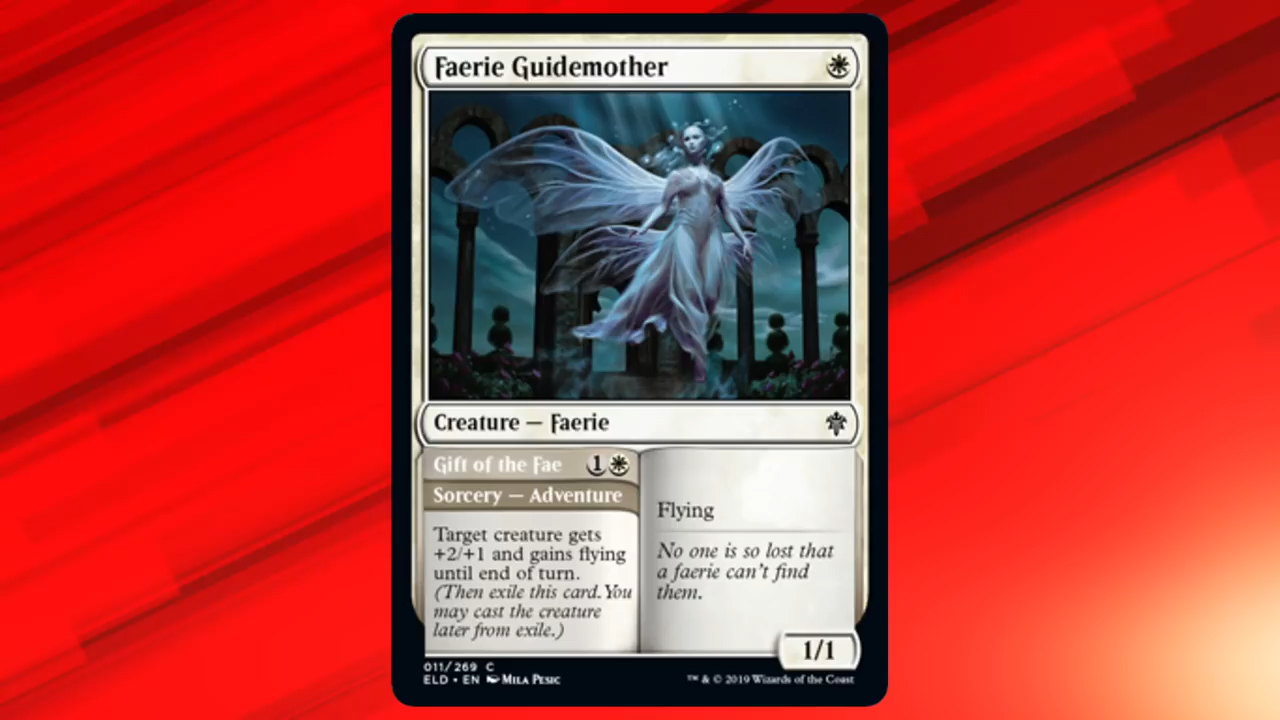 Faerie Guidemother
Creature — Faerie
Gift of the Fae 1
Sorcery — Adventure
Target creature gets
+2/+1 and gains flying
until end of turn.
(Then exile this card. You
may cast the creature
later from exile.)
Flying
No one is so lost that
a faerie can't find
them.
1/1
011/269 C
ELD • EN Mila Pesic
™ & © 2019 Wizards of the Coast